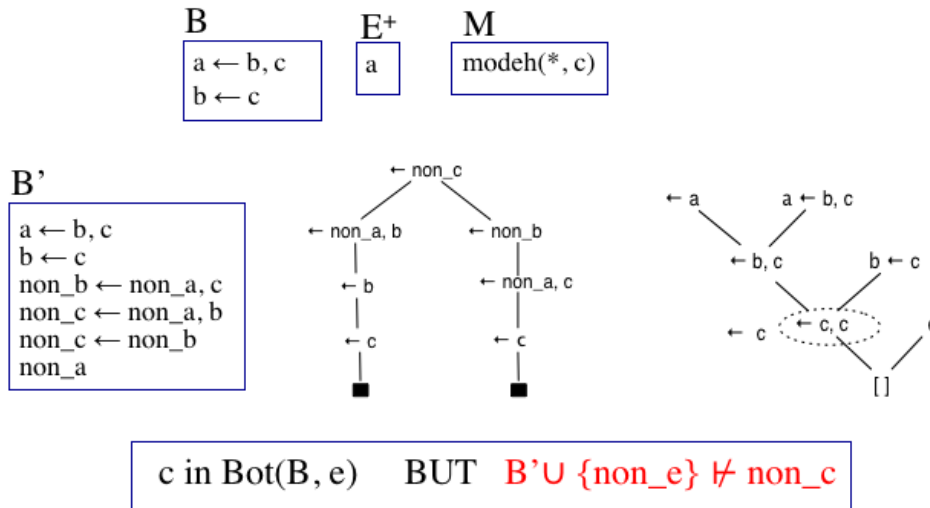 B
E⁺
M
a ← b, c
b ← c
a
modeh(*, c)
B'
a ← b, c
b ← c
non_b ← non_a, c
non_c ← non_a, b
non_c ← non_b
non_a
← non_c
← non_a, b
← non_b
← b
← non_a, c
← c
← c
← a
a ← b, c
← b, c
b ← c
← c
← c, c
[ ]
c in Bot(B, e) BUT B'∪ {non_e} ⊬ non_c